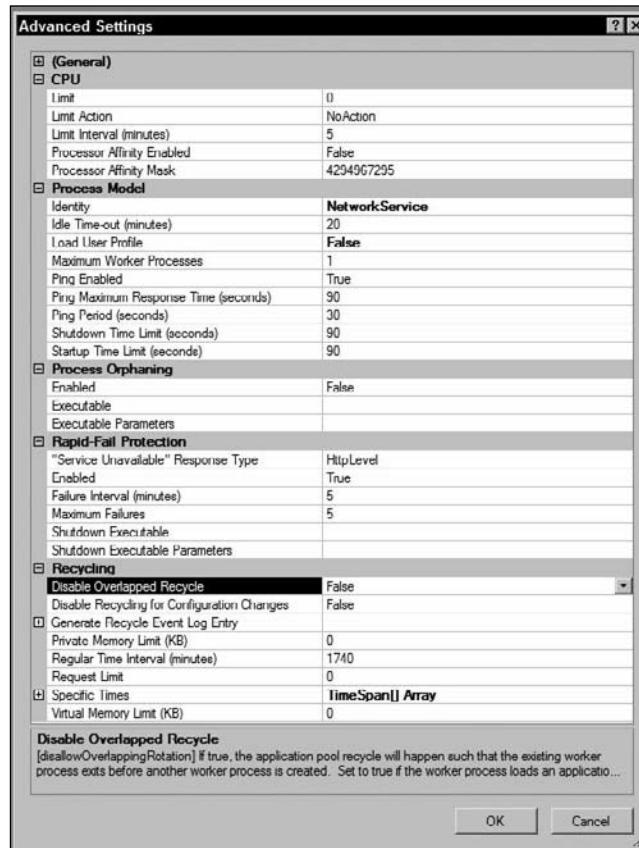 Advanced Settings
(General)
CPU
Limit 0
Limit Action NoAction
Limit Interval (minutes) 5
Processor Affinity Enabled False
Processor Affinity Mask 4294967295
Process Model
Identity NetworkService
Idle Time-out (minutes) 20
Load User Profile False
Maximum Worker Processes 1
Ping Enabled True
Ping Maximum Response Time (seconds) 90
Ping Period (seconds) 30
Shutdown Time Limit (seconds) 90
Startup Time Limit (seconds) 90
Process Orphaning
Enabled False
Executable
Executable Parameters
Rapid-Fail Protection
"Service Unavailable" Response Type HttpLevel
Enabled True
Failure Interval (minutes) 5
Maximum Failures 5
Shutdown Executable
Shutdown Executable Parameters
Recycling
Disable Overlapped Recycle False
Disable Recycling for Configuration Changes False
Generate Recycle Event Log Entry
Private Memory Limit (KB) 0
Regular Time Interval (minutes) 1740
Request Limit 0
Specific Times TimeSpan[] Array
Virtual Memory Limit (KB) 0
Disable Overlapped Recycle
[disallowOverlappingRotation] If true, the application pool recycle will happen such that the existing worker
process exits before another worker process is created. Set to true if the worker process loads an applicatio...
OK Cancel